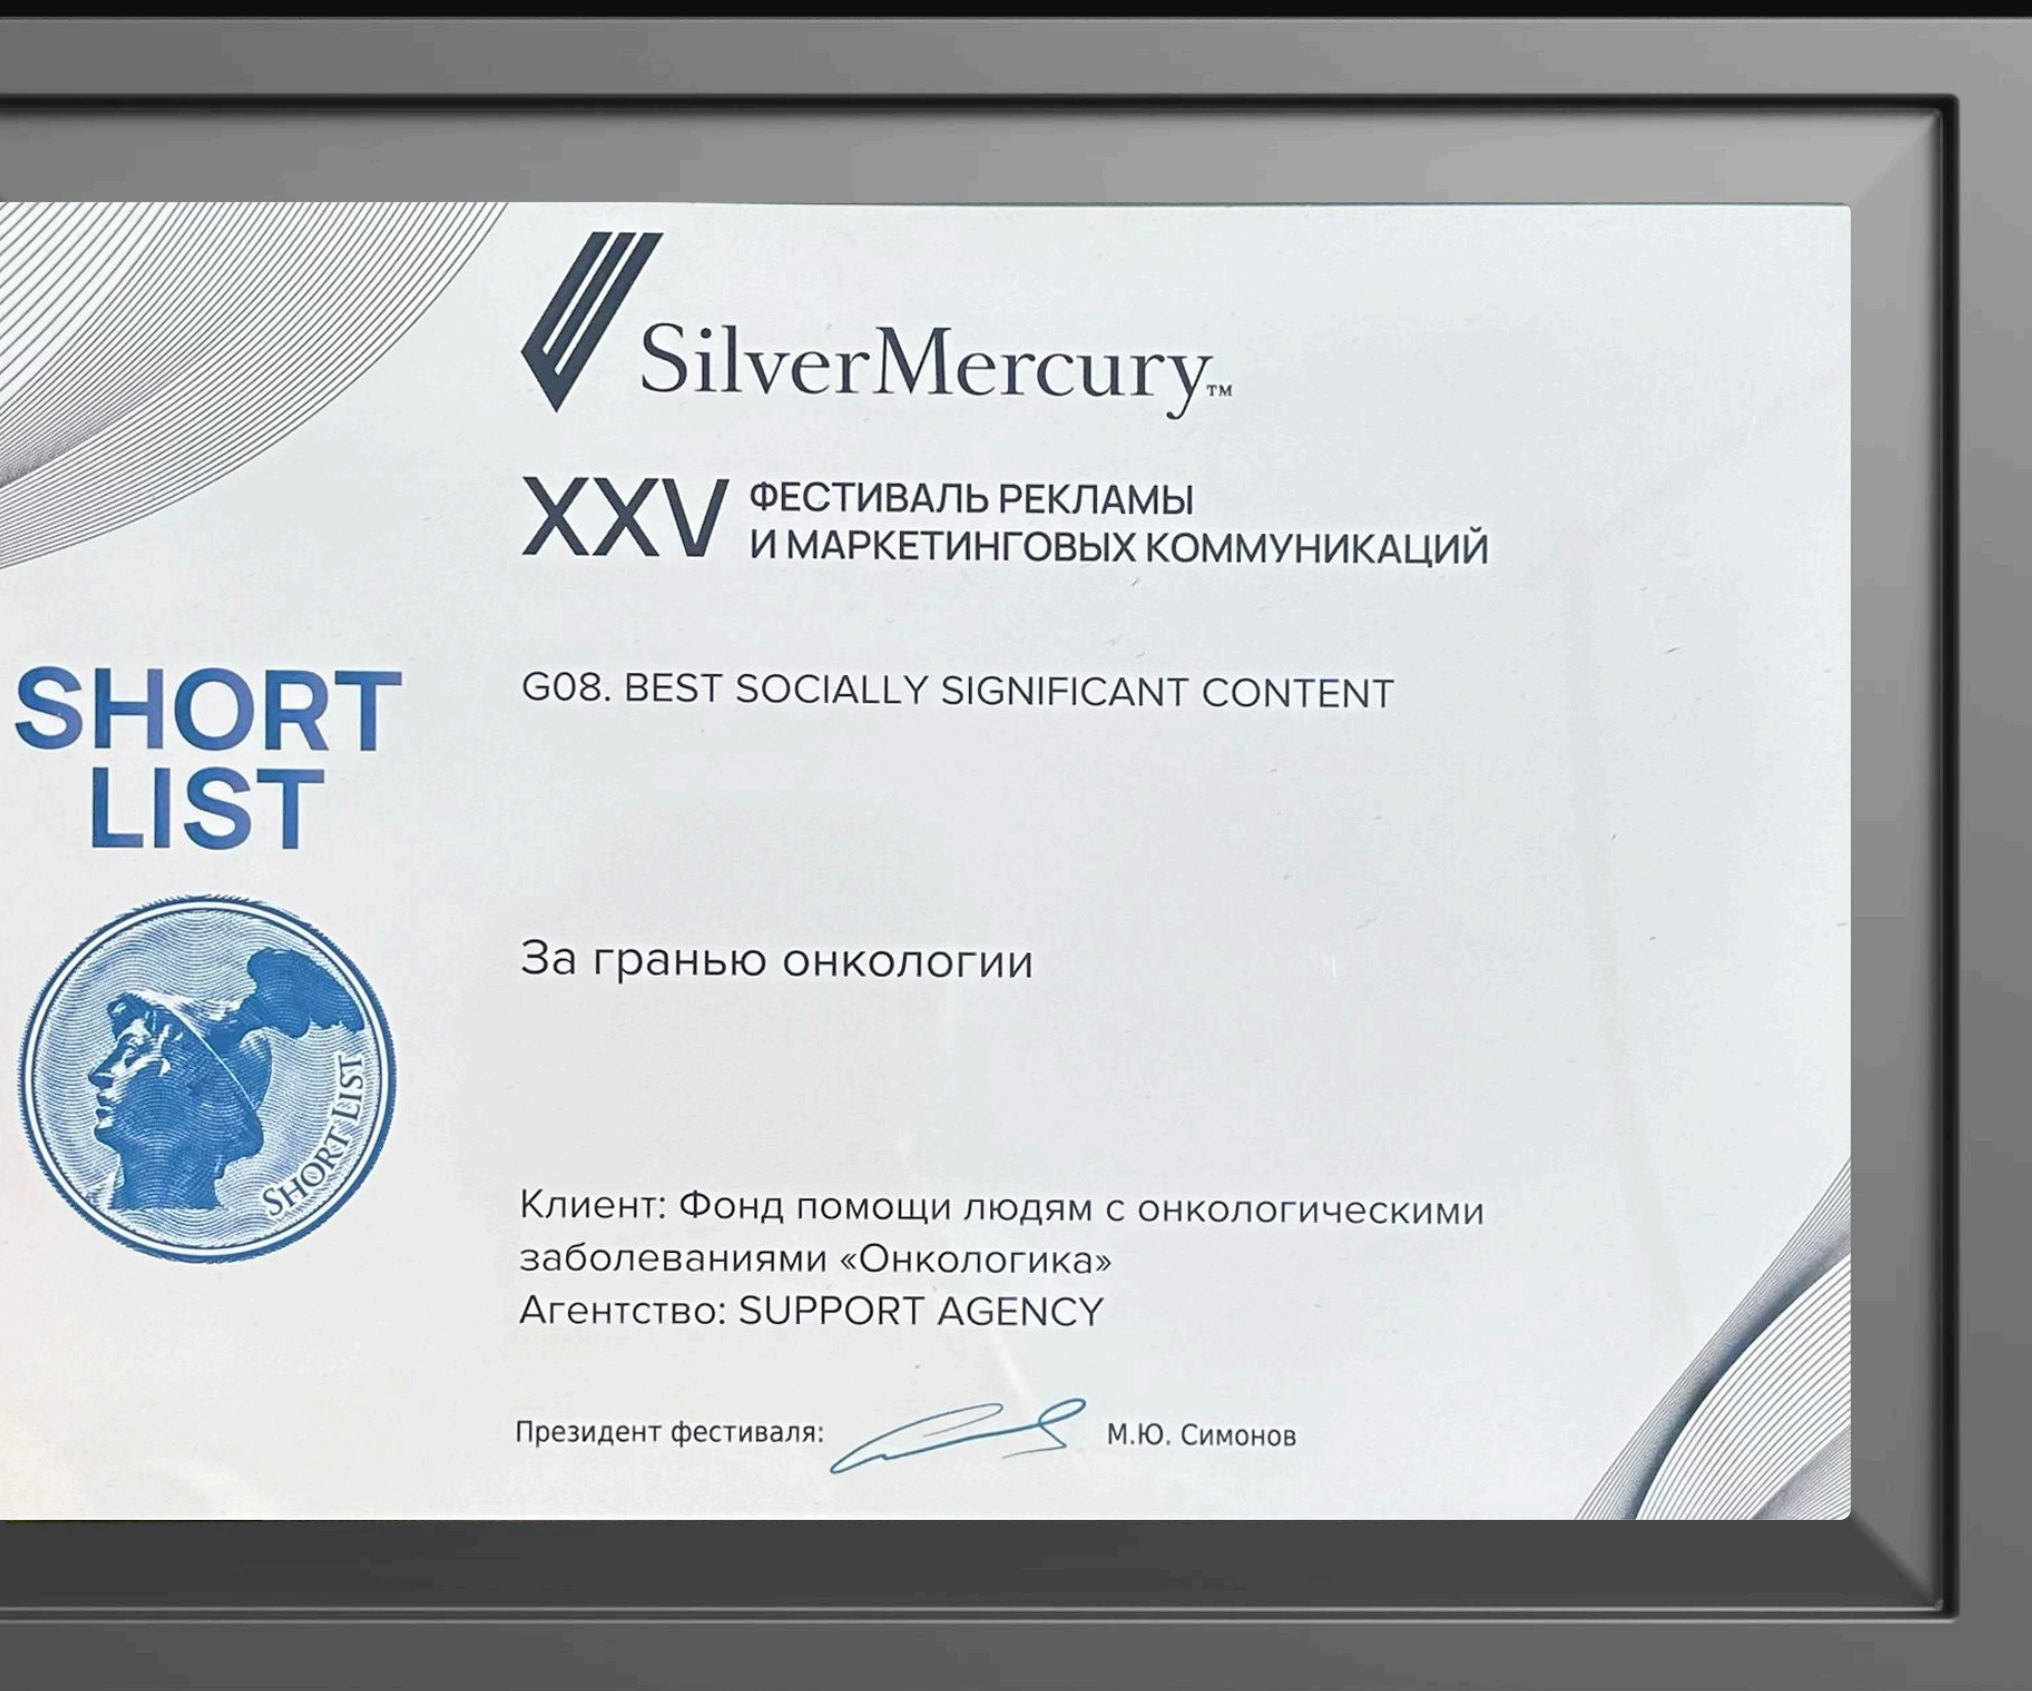 SilverMercury™
XXV ФЕСТИВАЛЬ РЕКЛАМЫ
И МАРКЕТИНГОВЫХ КОММУНИКАЦИЙ
SHORT
LIST
G08. BEST SOCIALLY SIGNIFICANT CONTENT
SHORT LIST
За гранью онкологии
Клиент: Фонд помощи людям с онкологическими
заболеваниями «Онкологика»
Агентство: SUPPORT AGENCY
Президент фестиваля: М.Ю. Симонов